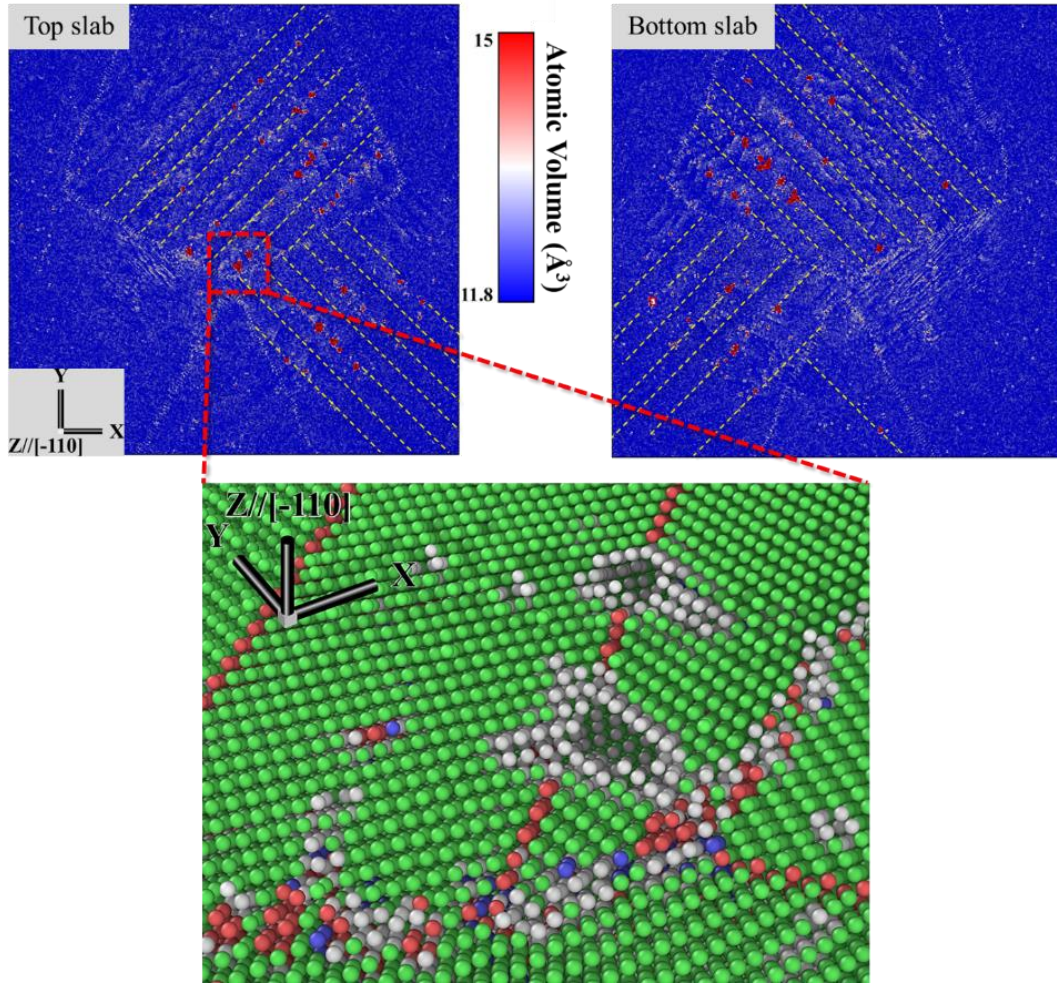 Top slab
15
Atomic Volume (Å³)
11.8
Bottom slab
Y
X
Z//[-110]
Z//[-110]
Y
X